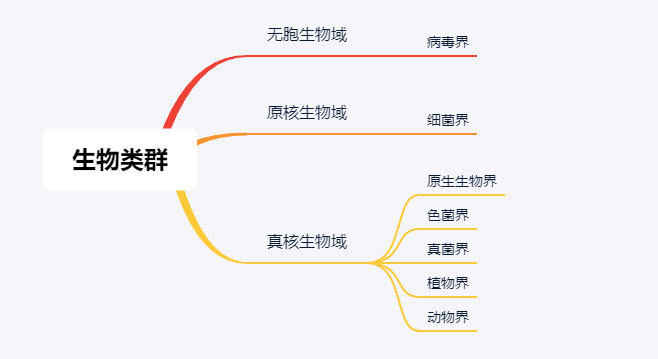 生物类群
无胞生物域
病毒界
原核生物域
细菌界
真核生物域
原生生物界
色菌界
真菌界
植物界
动物界